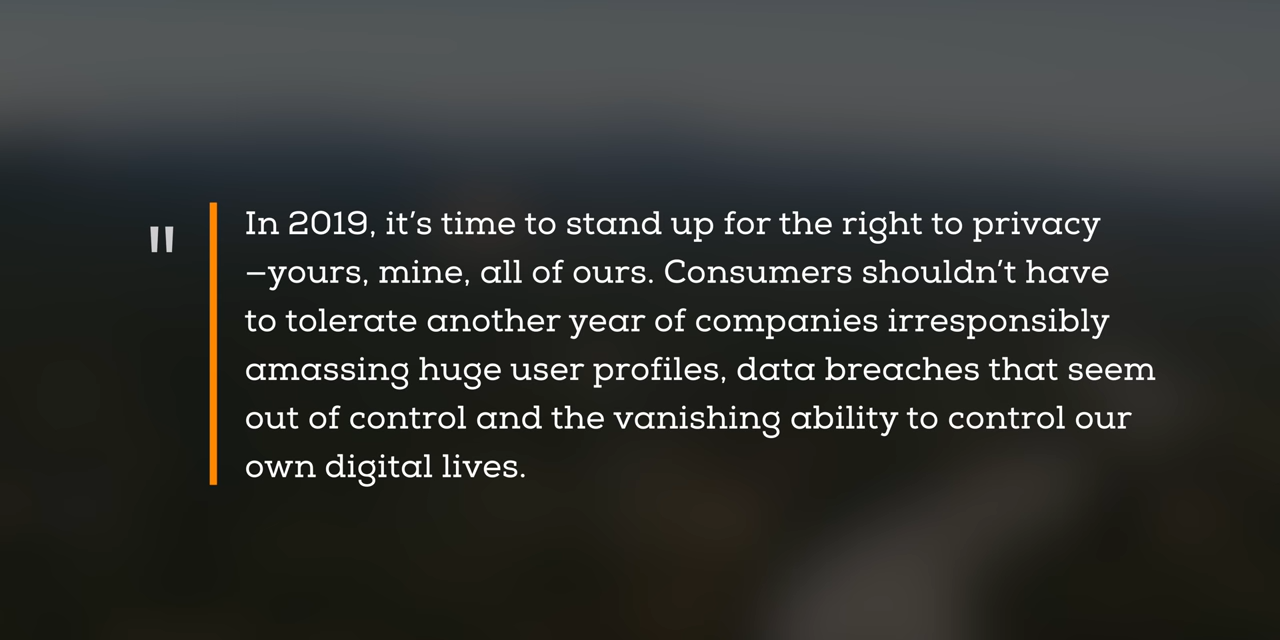 "
In 2019, it’s time to stand up for the right to privacy
—yours, mine, all of ours. Consumers shouldn’t have
to tolerate another year of companies irresponsibly
amassing huge user profiles, data breaches that seem
out of control and the vanishing ability to control our
own digital lives.